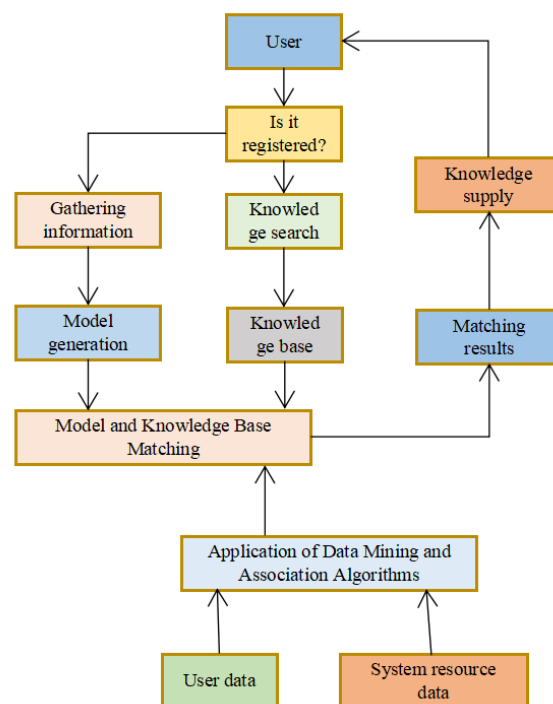 User
Is it
registered?
Gathering
information
Knowled
ge search
Knowledge
supply
Model
generation
Knowled
ge base
Matching
results
Model and Knowledge Base
Matching
Application of Data Mining and
Association Algorithms
User data
System resource
data